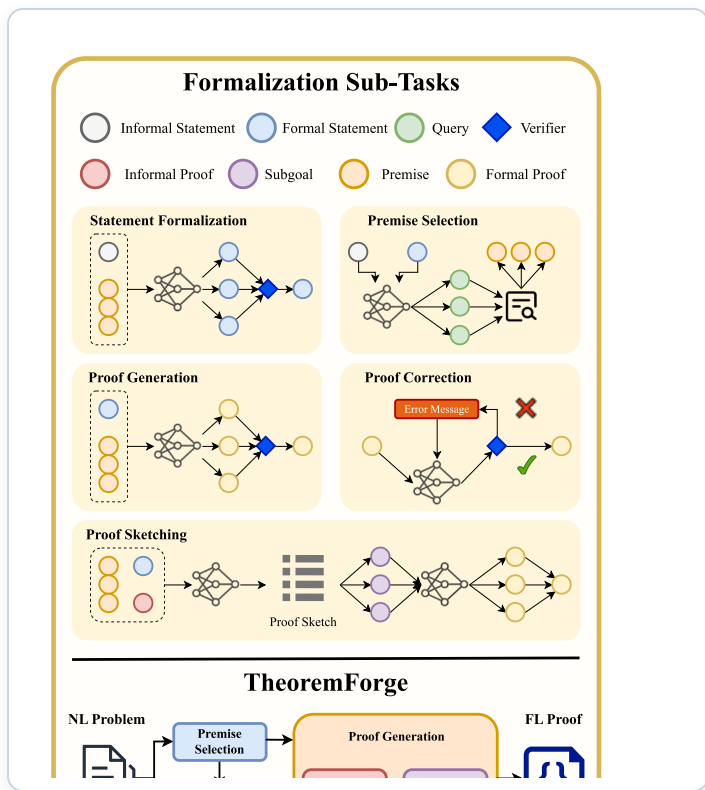 Formalization Sub-Tasks
Informal Statement
Formal Statement
Query
Verifier
Informal Proof
Subgoal
Premise
Formal Proof
Statement Formalization
Premise Selection
Proof Generation
Proof Correction
Error Message
Proof Sketching
Proof Sketch
TheoremForge
NL Problem
FL Proof
Premise
Selection
Proof Generation